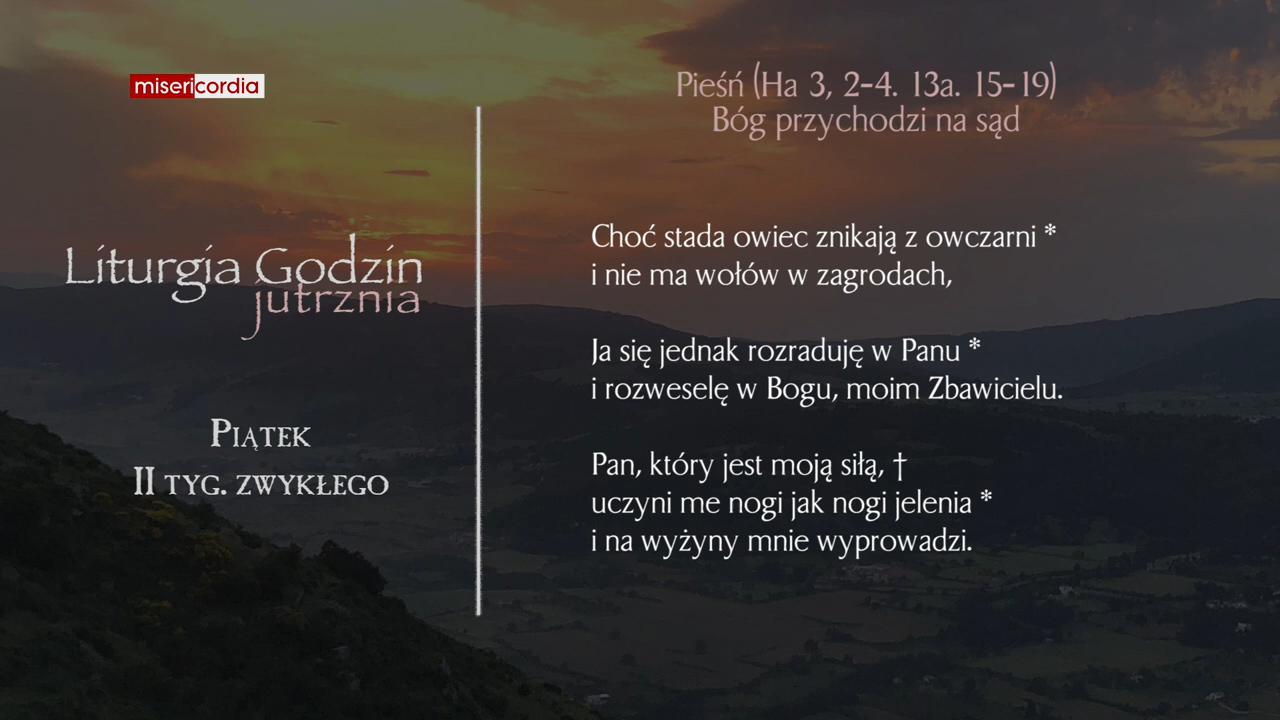 misericordia
Liturgia Godzin
jutrznia
Piątek
II tyg. zwykłego
Pieśń (Ha 3, 2-4. 13a. 15-19)
Bóg przychodzi na sąd
Choć stada owiec znikają z owczarni *
i nie ma wołów w zagrodach,
Ja się jednak rozraduję w Panu *
i rozweselę w Bogu, moim Zbawicielu.
Pan, który jest moją siłą, †
uczyni me nogi jak nogi jelenia *
i na wyżyny mnie wyprowadzi.